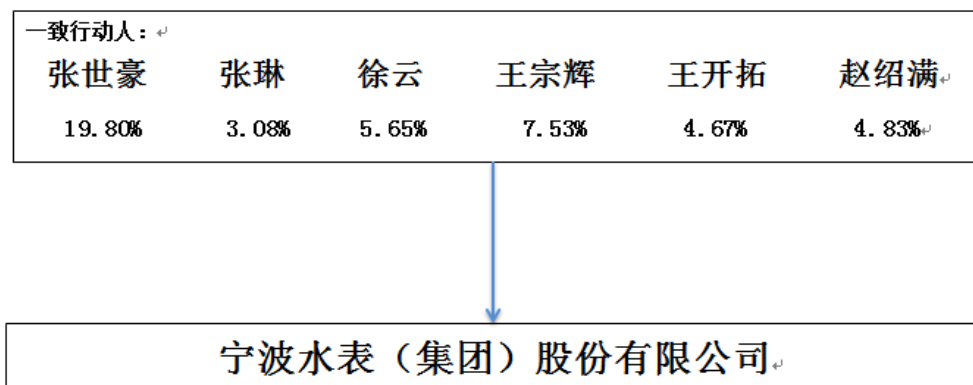 一致行动人：
张世豪 张琳 徐云 王宗辉 王开拓 赵绍满
19.80% 3.08% 5.65% 7.53% 4.67% 4.83%
宁波水表（集团）股份有限公司